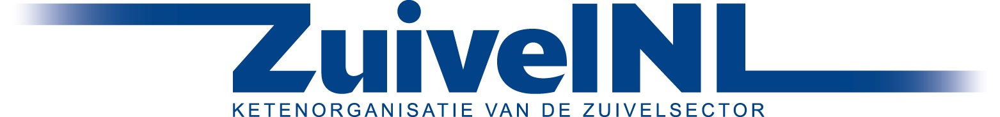 ZuivelNL
KETENORGANISATIE VAN DE ZUIVELSECTOR